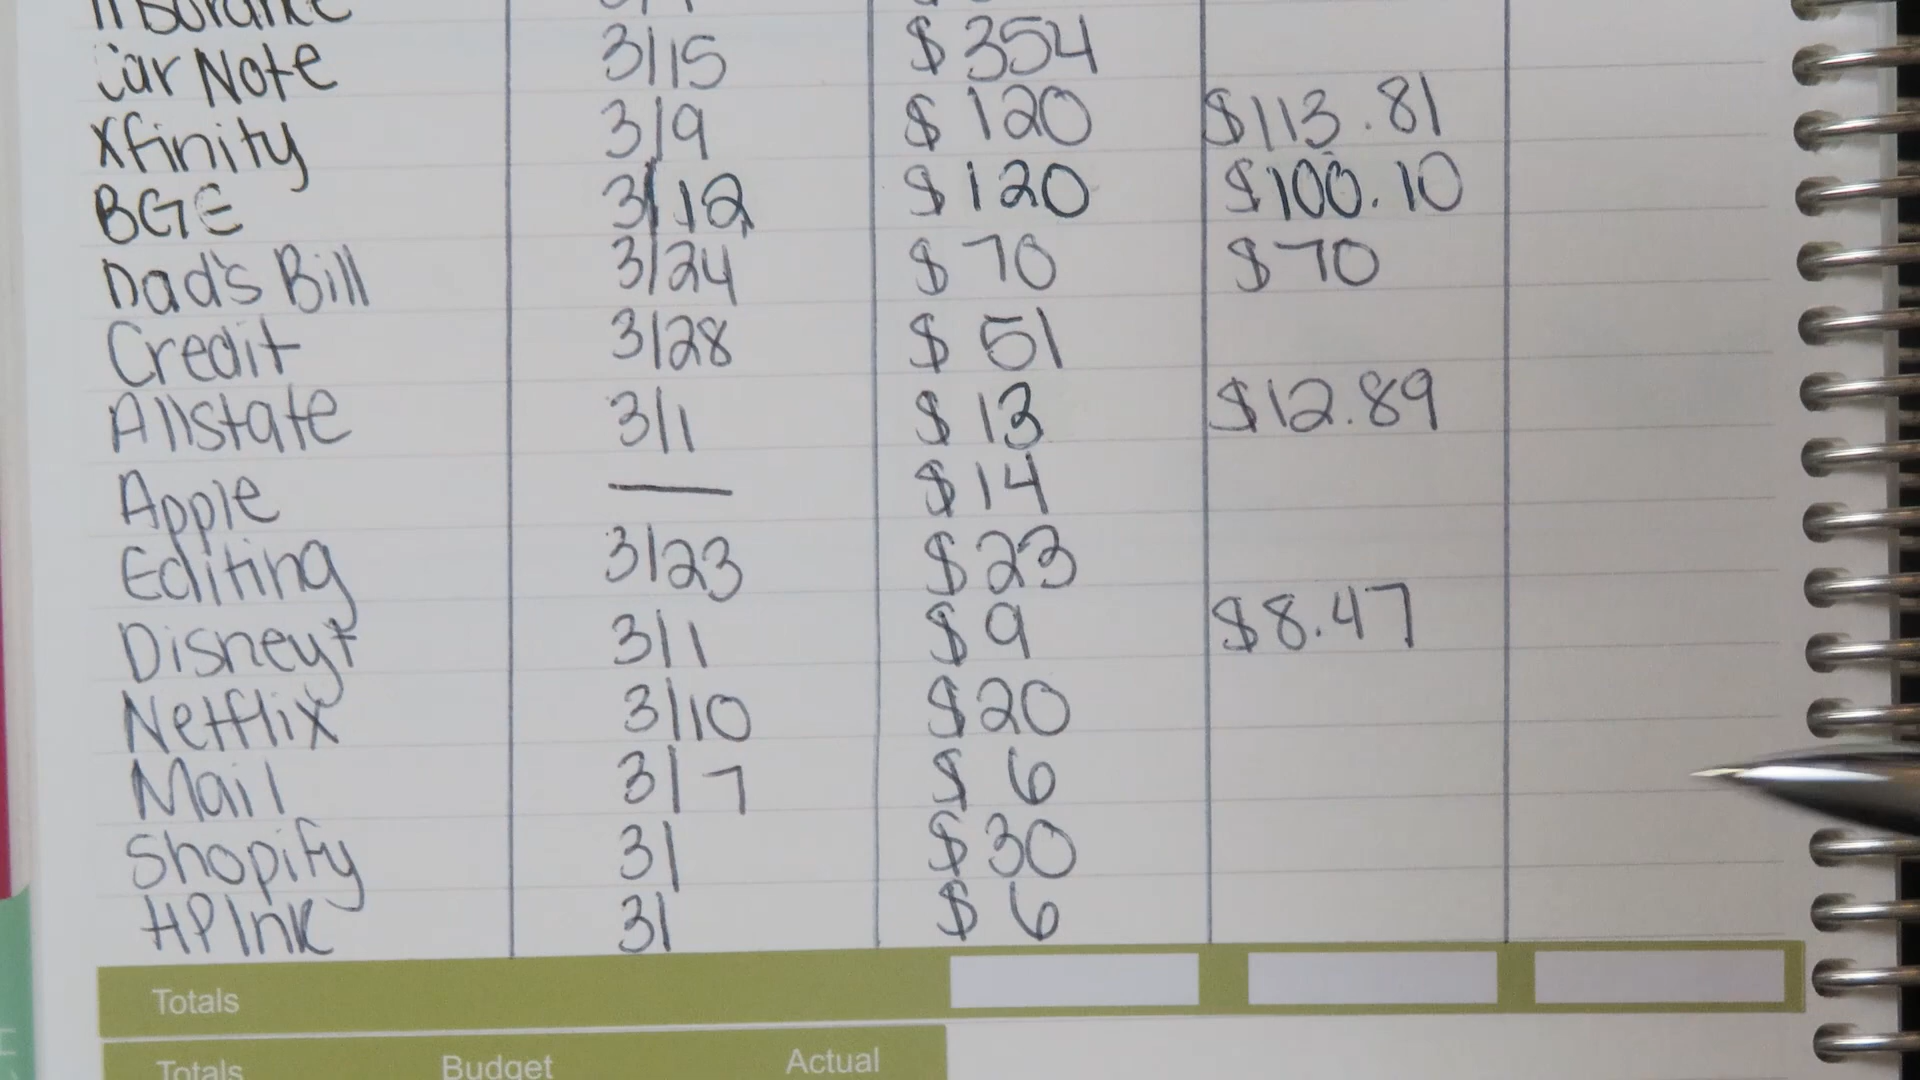 Insurance
Car Note 3/15 $ 354
Xfinity 3/9 $ 120 $113.81
BGE 3/12 $ 120 $100.10
Dad's Bill 3/24 $ 70 $70
Credit 3/28 $ 51
Allstate 3/1 $ 13 $12.89
Apple — $14
Editing 3/23 $23
Disney+ 3/1 $ 9 $8.47
Netflix 3/10 $20
Mail 3/7 $ 6
Shopify 3/ $30
HP Ink 3/ $ 6
Totals
Totals Budget Actual